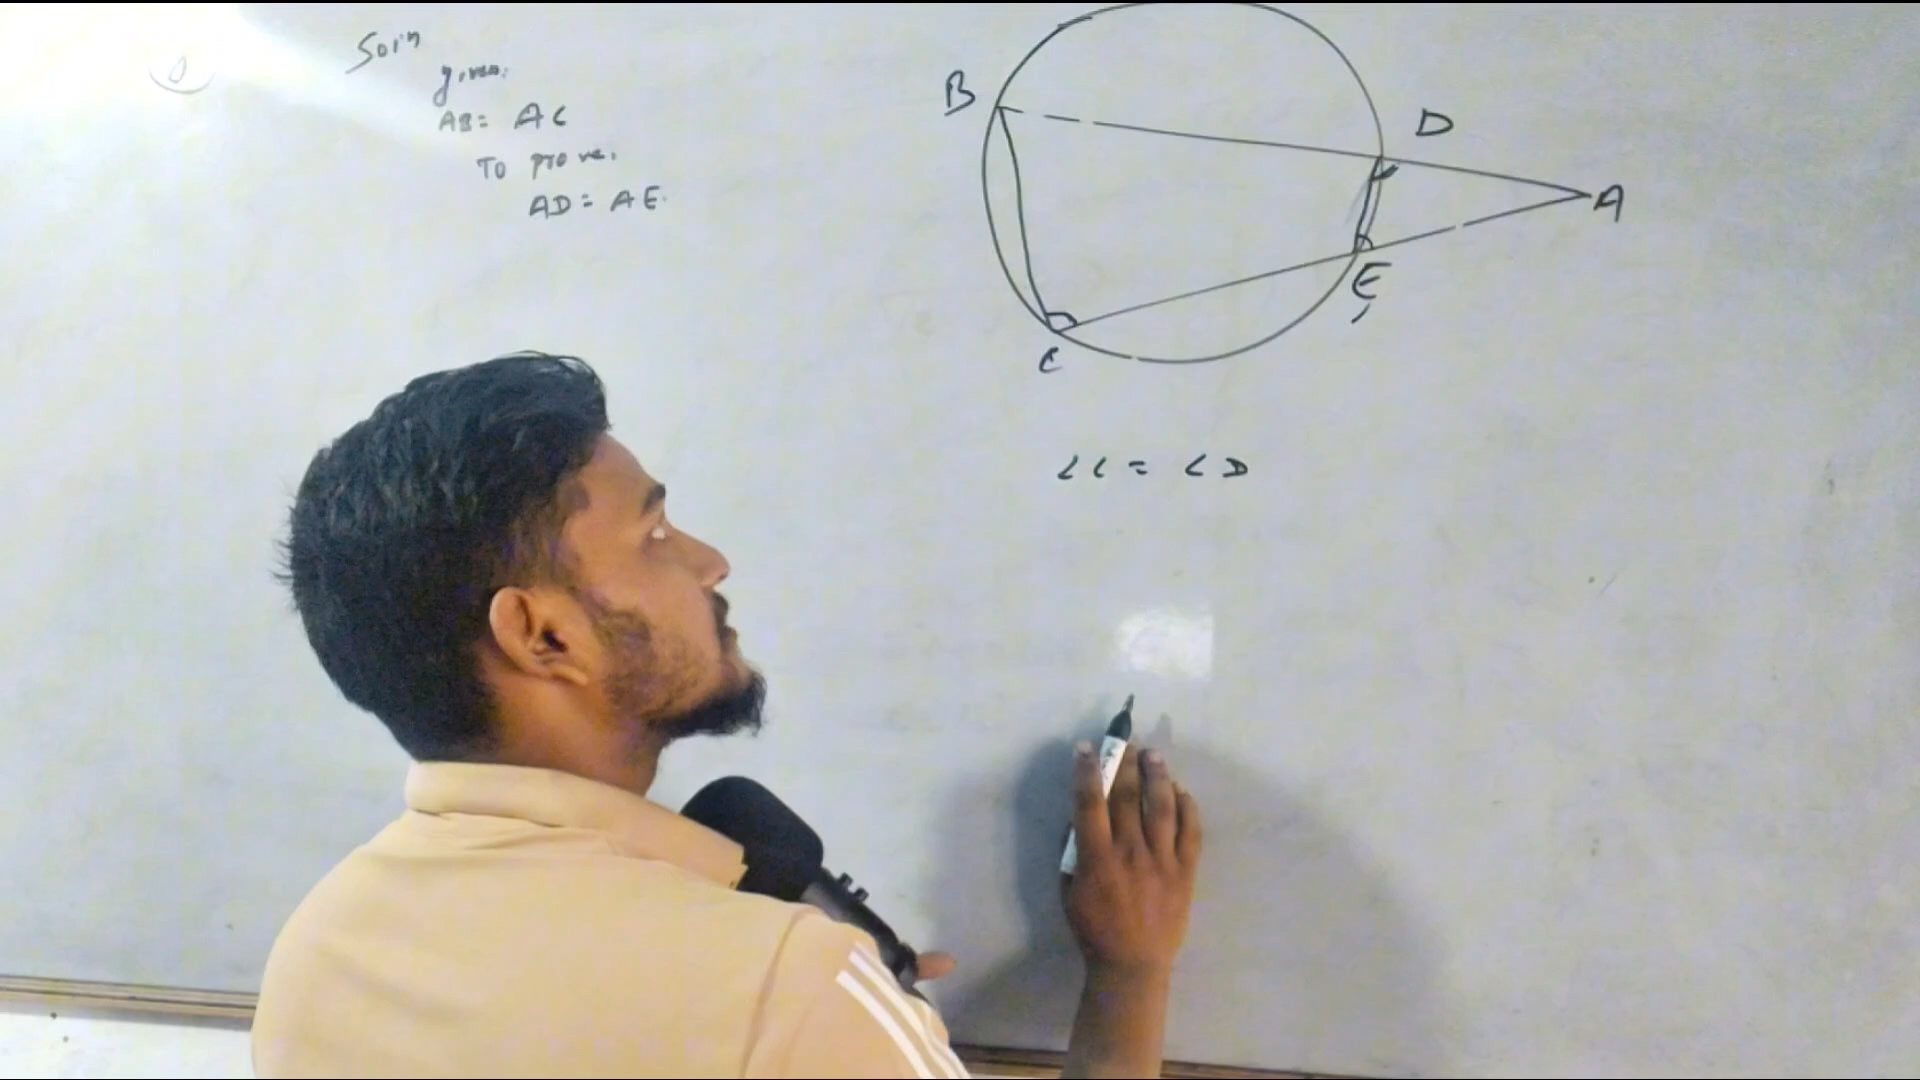 Soln
given:
AB = AC
To prove.
AD = AE.
B
D
A
E
C
∠C = ∠D